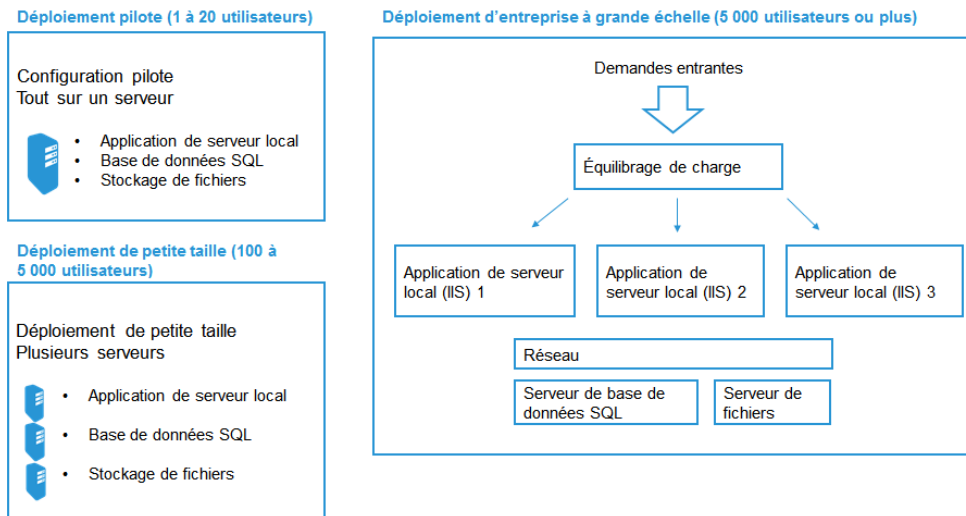 Déploiement pilote (1 à 20 utilisateurs)
Configuration pilote
Tout sur un serveur
• Application de serveur local
• Base de données SQL
• Stockage de fichiers
Déploiement de petite taille (100 à
5 000 utilisateurs)
Déploiement de petite taille
Plusieurs serveurs
• Application de serveur local
• Base de données SQL
• Stockage de fichiers
Déploiement d’entreprise à grande échelle (5 000 utilisateurs ou plus)
Demandes entrantes
Équilibrage de charge
Application de serveur
local (IIS) 1
Application de
serveur local (IIS) 2
Application de
serveur local (IIS) 3
Réseau
Serveur de base de
données SQL
Serveur de
fichiers